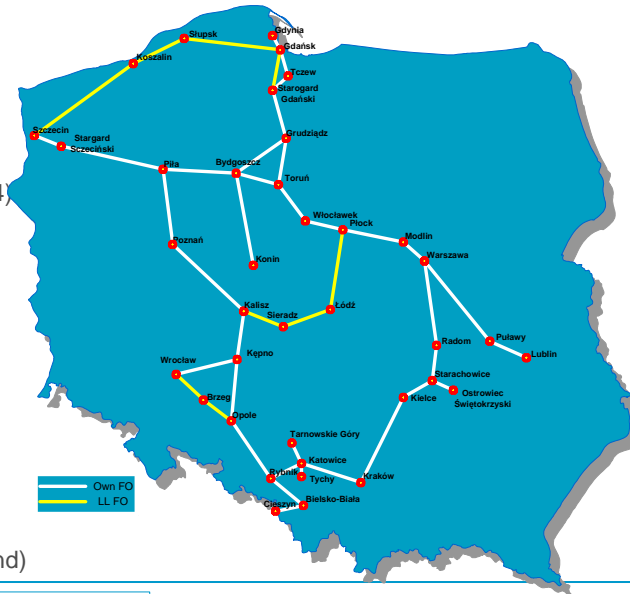 Gdynia
Słupsk
Gdańsk
Koszalin
Tczew
Starogard
Gdański
Szczecin
Stargard
Sczeciński
Grudziądz
Piła
Bydgoszcz
Toruń
4)
Włocławek
Płock
Modlin
Poznań
Warszawa
Konin
Kalisz
Sieradz
Łódź
Radom
Puławy
Lublin
Wrocław
Kępno
Starachowice
Brzeg
Kielce
Ostrowiec
Świętokrzyski
Opole
Tarnowskie Góry
Katowice
Rybnik
Tychy
Kraków
Own FO
LL FO
Cieszyn
Bielsko-Biała
nd)